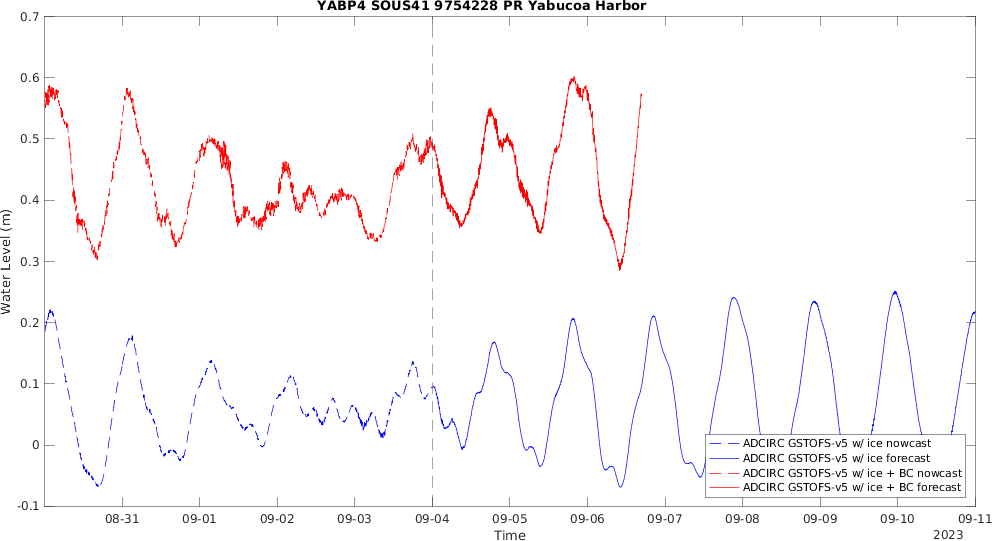 YABP4 SOUS41 9754228 PR Yabucoa Harbor
0.7
0.6
0.5
0.4
0.3
0.2
0.1
0
-0.1
Water Level (m)
08-31 09-01 09-02 09-03 09-04 09-05 09-06 09-07 09-08 09-09 09-10 09-11
Time
2023
ADCIRC GSTOFS-v5 w/ ice nowcast
ADCIRC GSTOFS-v5 w/ ice forecast
ADCIRC GSTOFS-v5 w/ ice + BC nowcast
ADCIRC GSTOFS-v5 w/ ice + BC forecast